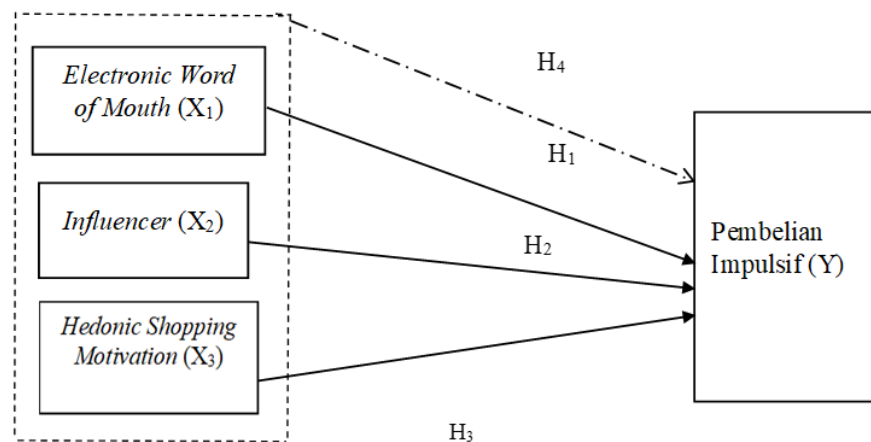 Electronic Word
of Mouth (X₁)
Influencer (X₂)
Hedonic Shopping
Motivation (X₃)
H₄
H₁
H₂
H₃
Pembelian
Impulsif (Y)